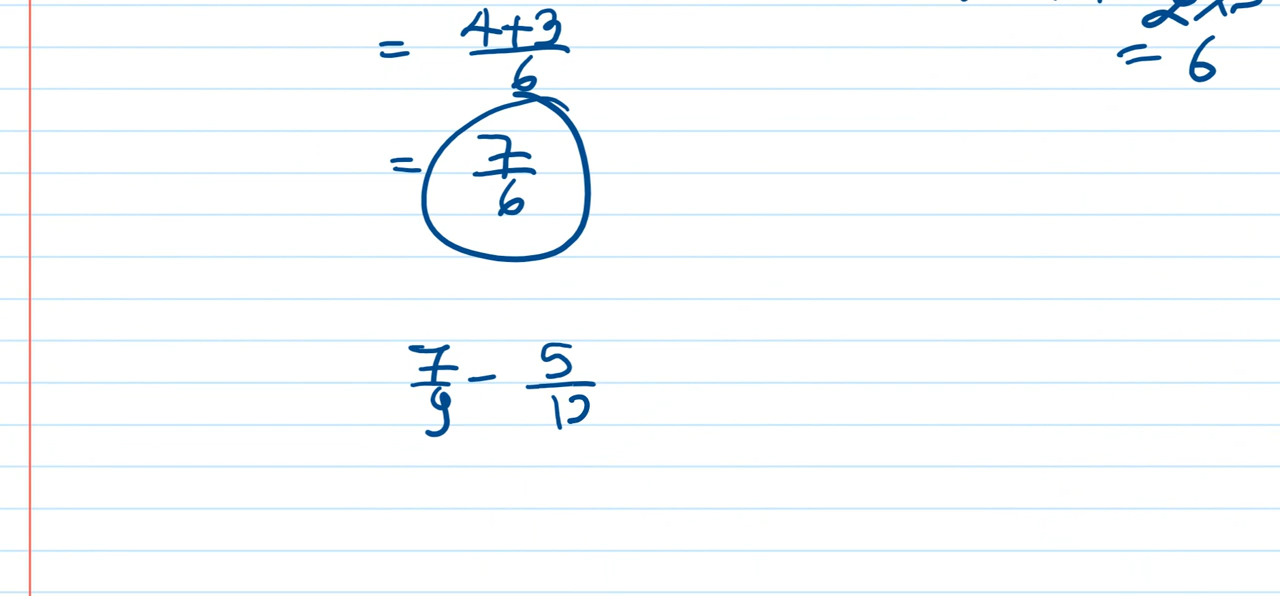 = 4+3/6
= 6
= 7/6
7/9 - 5/12